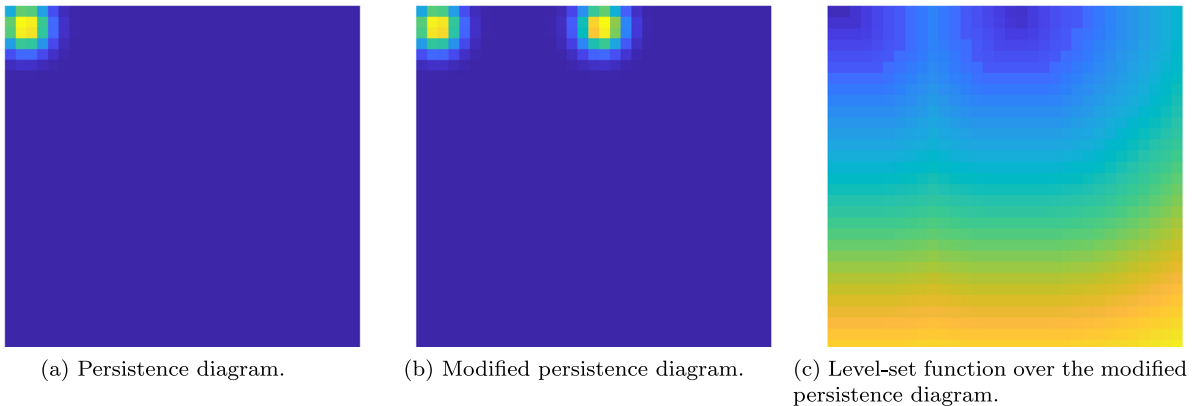 (a) Persistence diagram.
(b) Modified persistence diagram.
(c) Level-set function over the modified
persistence diagram.